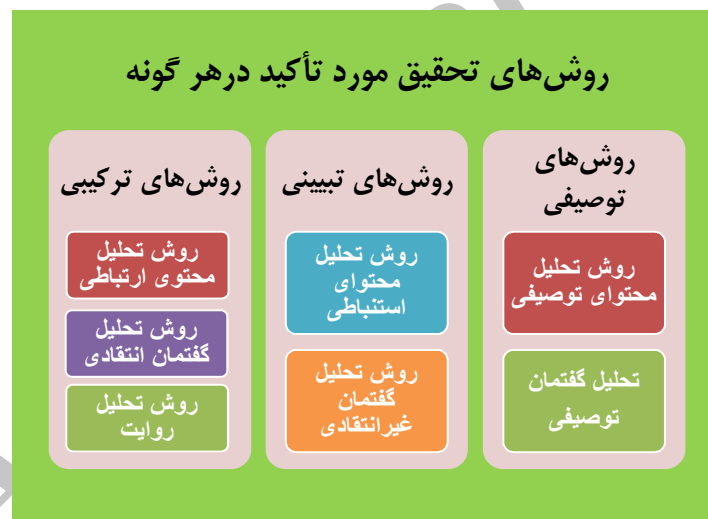 روش‌های تحقیق مورد تأکید درهر گونه
روش‌های
توصیفی
روش تحلیل
محتوای توصیفی
تحلیل گفتمان
توصیفی
روش‌های تبیینی
روش تحلیل
محتوای
استنباطی
روش تحلیل
گفتمان
غیرانتقادی
روش‌های ترکیبی
روش تحلیل
محتوی ارتباطی
روش تحلیل
گفتمان انتقادی
روش تحلیل
روایت